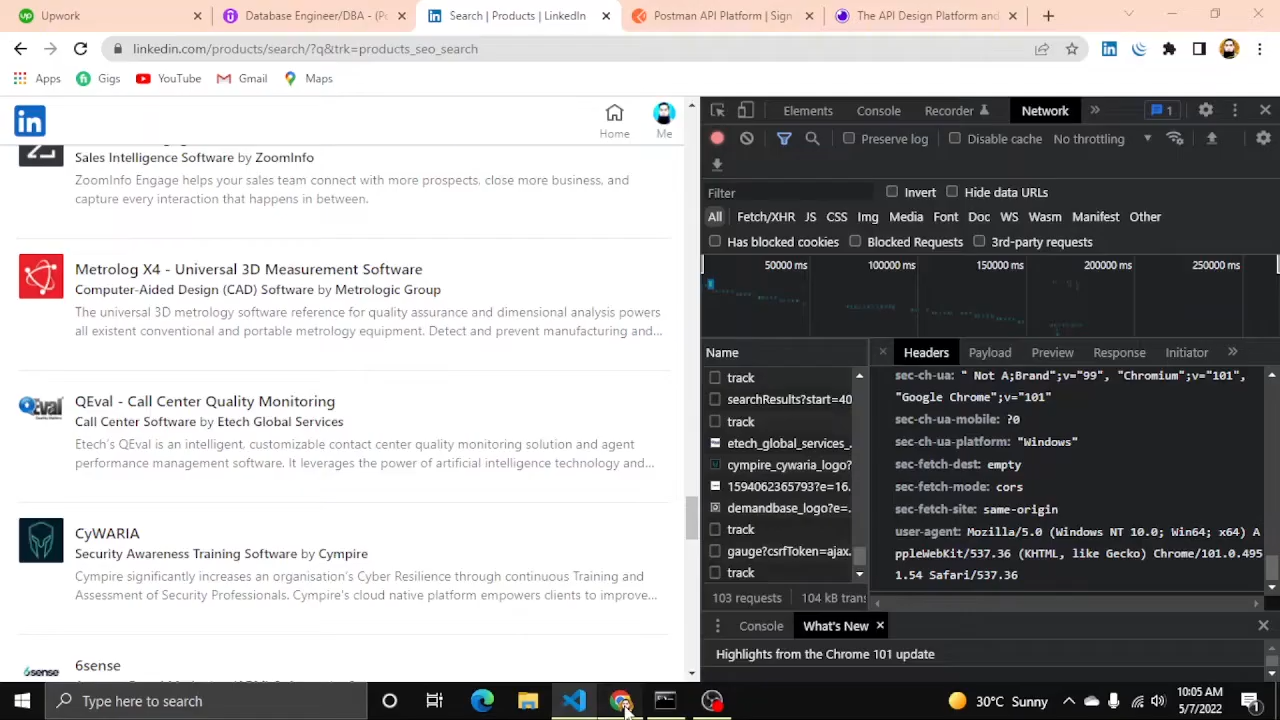 Upwork
Database Engineer/DBA - (Po
Search | Products | LinkedIn
Postman API Platform | Sign
The API Design Platform and
linkedin.com/products/search/?q&trk=products_seo_search
Apps
Gigs
YouTube
Gmail
Maps
in
Home
Me
Sales Intelligence Software by ZoomInfo
ZoomInfo Engage helps your sales team connect with more prospects, close more business, and
capture every interaction that happens in between.
Metrolog X4 - Universal 3D Measurement Software
Computer-Aided Design (CAD) Software by Metrologic Group
The universal 3D metrology software reference for quality assurance and dimensional analysis powers
all existent conventional and portable metrology equipment. Detect and prevent manufacturing and...
QEval - Call Center Quality Monitoring
Call Center Software by Etech Global Services
Etech's QEval is an intelligent, customizable contact center quality monitoring solution and agent
performance management software. It leverages the power of artificial intelligence technology and...
CyWARIA
Security Awareness Training Software by Cympire
Cympire significantly increases an organisation's Cyber Resilience through continuous Training and
Assessment of Security Professionals. Cympire's cloud native platform empowers clients to improve...
6sense
Elements
Console
Recorder
Network
1
Preserve log
Disable cache
No throttling
Filter
Invert
Hide data URLs
All
Fetch/XHR
JS
CSS
Img
Media
Font
Doc
WS
Wasm
Manifest
Other
Has blocked cookies
Blocked Requests
3rd-party requests
50000 ms
100000 ms
150000 ms
200000 ms
250000 ms
Name
Headers
Payload
Preview
Response
Initiator
track
searchResults?start=40
track
etech_global_services_..
cympire_cywaria_logo?
1594062365793?e=16.
demandbase_logo?e=..
track
gauge?csrfToken=ajax.
track
sec-ch-ua: " Not A;Brand";v="99", "Chromium";v="101",
"Google Chrome";v="101"
sec-ch-ua-mobile: ?0
sec-ch-ua-platform: "Windows"
sec-fetch-dest: empty
sec-fetch-mode: cors
sec-fetch-site: same-origin
user-agent: Mozilla/5.0 (Windows NT 10.0; Win64; x64) A
ppleWebKit/537.36 (KHTML, like Gecko) Chrome/101.0.495
1.54 Safari/537.36
103 requests
104 kB trans
Console
What's New
Highlights from the Chrome 101 update
Type here to search
30°C Sunny
10:05 AM
5/7/2022
1